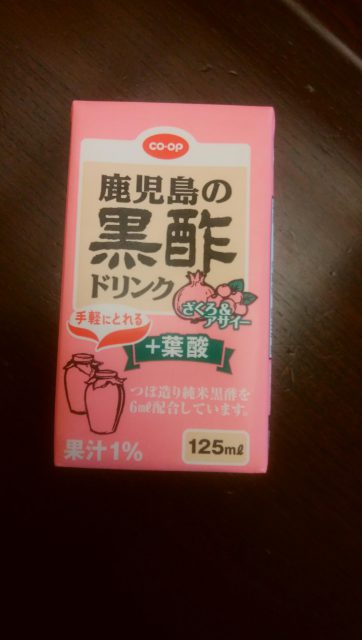 CO·OP
鹿児島の
黒酢
ドリンク
ざくろ&
アサイー
手軽にとれる
+葉酸
つぼ造り純米黒酢を
6mℓ配合しています。
果汁1%
125mℓ